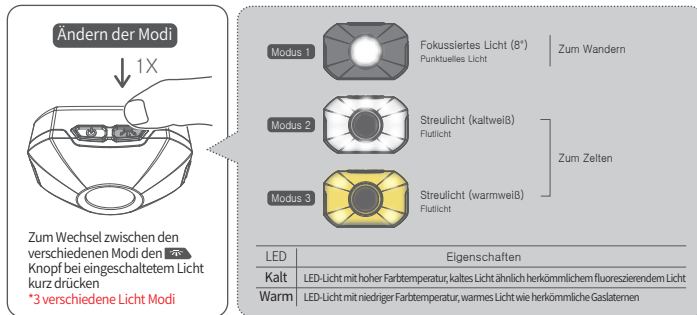 Ändern der Modi
1X
Zum Wechsel zwischen den
verschiedenen Modi den
Knopf bei eingeschaltetem Licht
kurz drücken
*3 verschiedene Licht Modi
Modus 1
Fokussiertes Licht (8°)
Punktuelles Licht
Zum Wandern
Modus 2
Streulicht (kaltweiß)
Flutlicht
Zum Zelten
Modus 3
Streulicht (warmweiß)
Flutlicht
LED Eigenschaften
Kalt LED-Licht mit hoher Farbtemperatur, kaltes Licht ähnlich herkömmlichem fluoreszierendem Licht
Warm LED-Licht mit niedriger Farbtemperatur, warmes Licht wie herkömmliche Gaslaternen